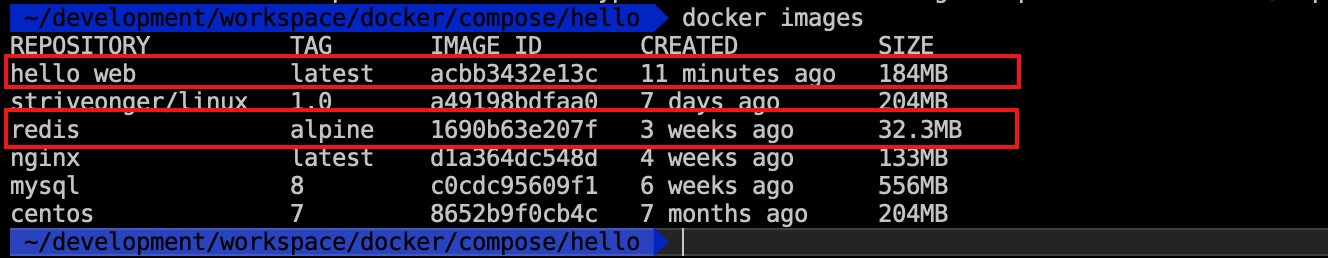 ~/development/workspace/docker/compose/hello docker images
REPOSITORY TAG IMAGE ID CREATED SIZE
hello_web latest acbb3432e13c 11 minutes ago 184MB
striveonger/linux 1.0 a49198bdfaa0 7 days ago 204MB
redis alpine 1690b63e207f 3 weeks ago 32.3MB
nginx latest d1a364dc548d 4 weeks ago 133MB
mysql 8 c0cdc95609f1 6 weeks ago 556MB
centos 7 8652b9f0cb4c 7 months ago 204MB
~/development/workspace/docker/compose/hello